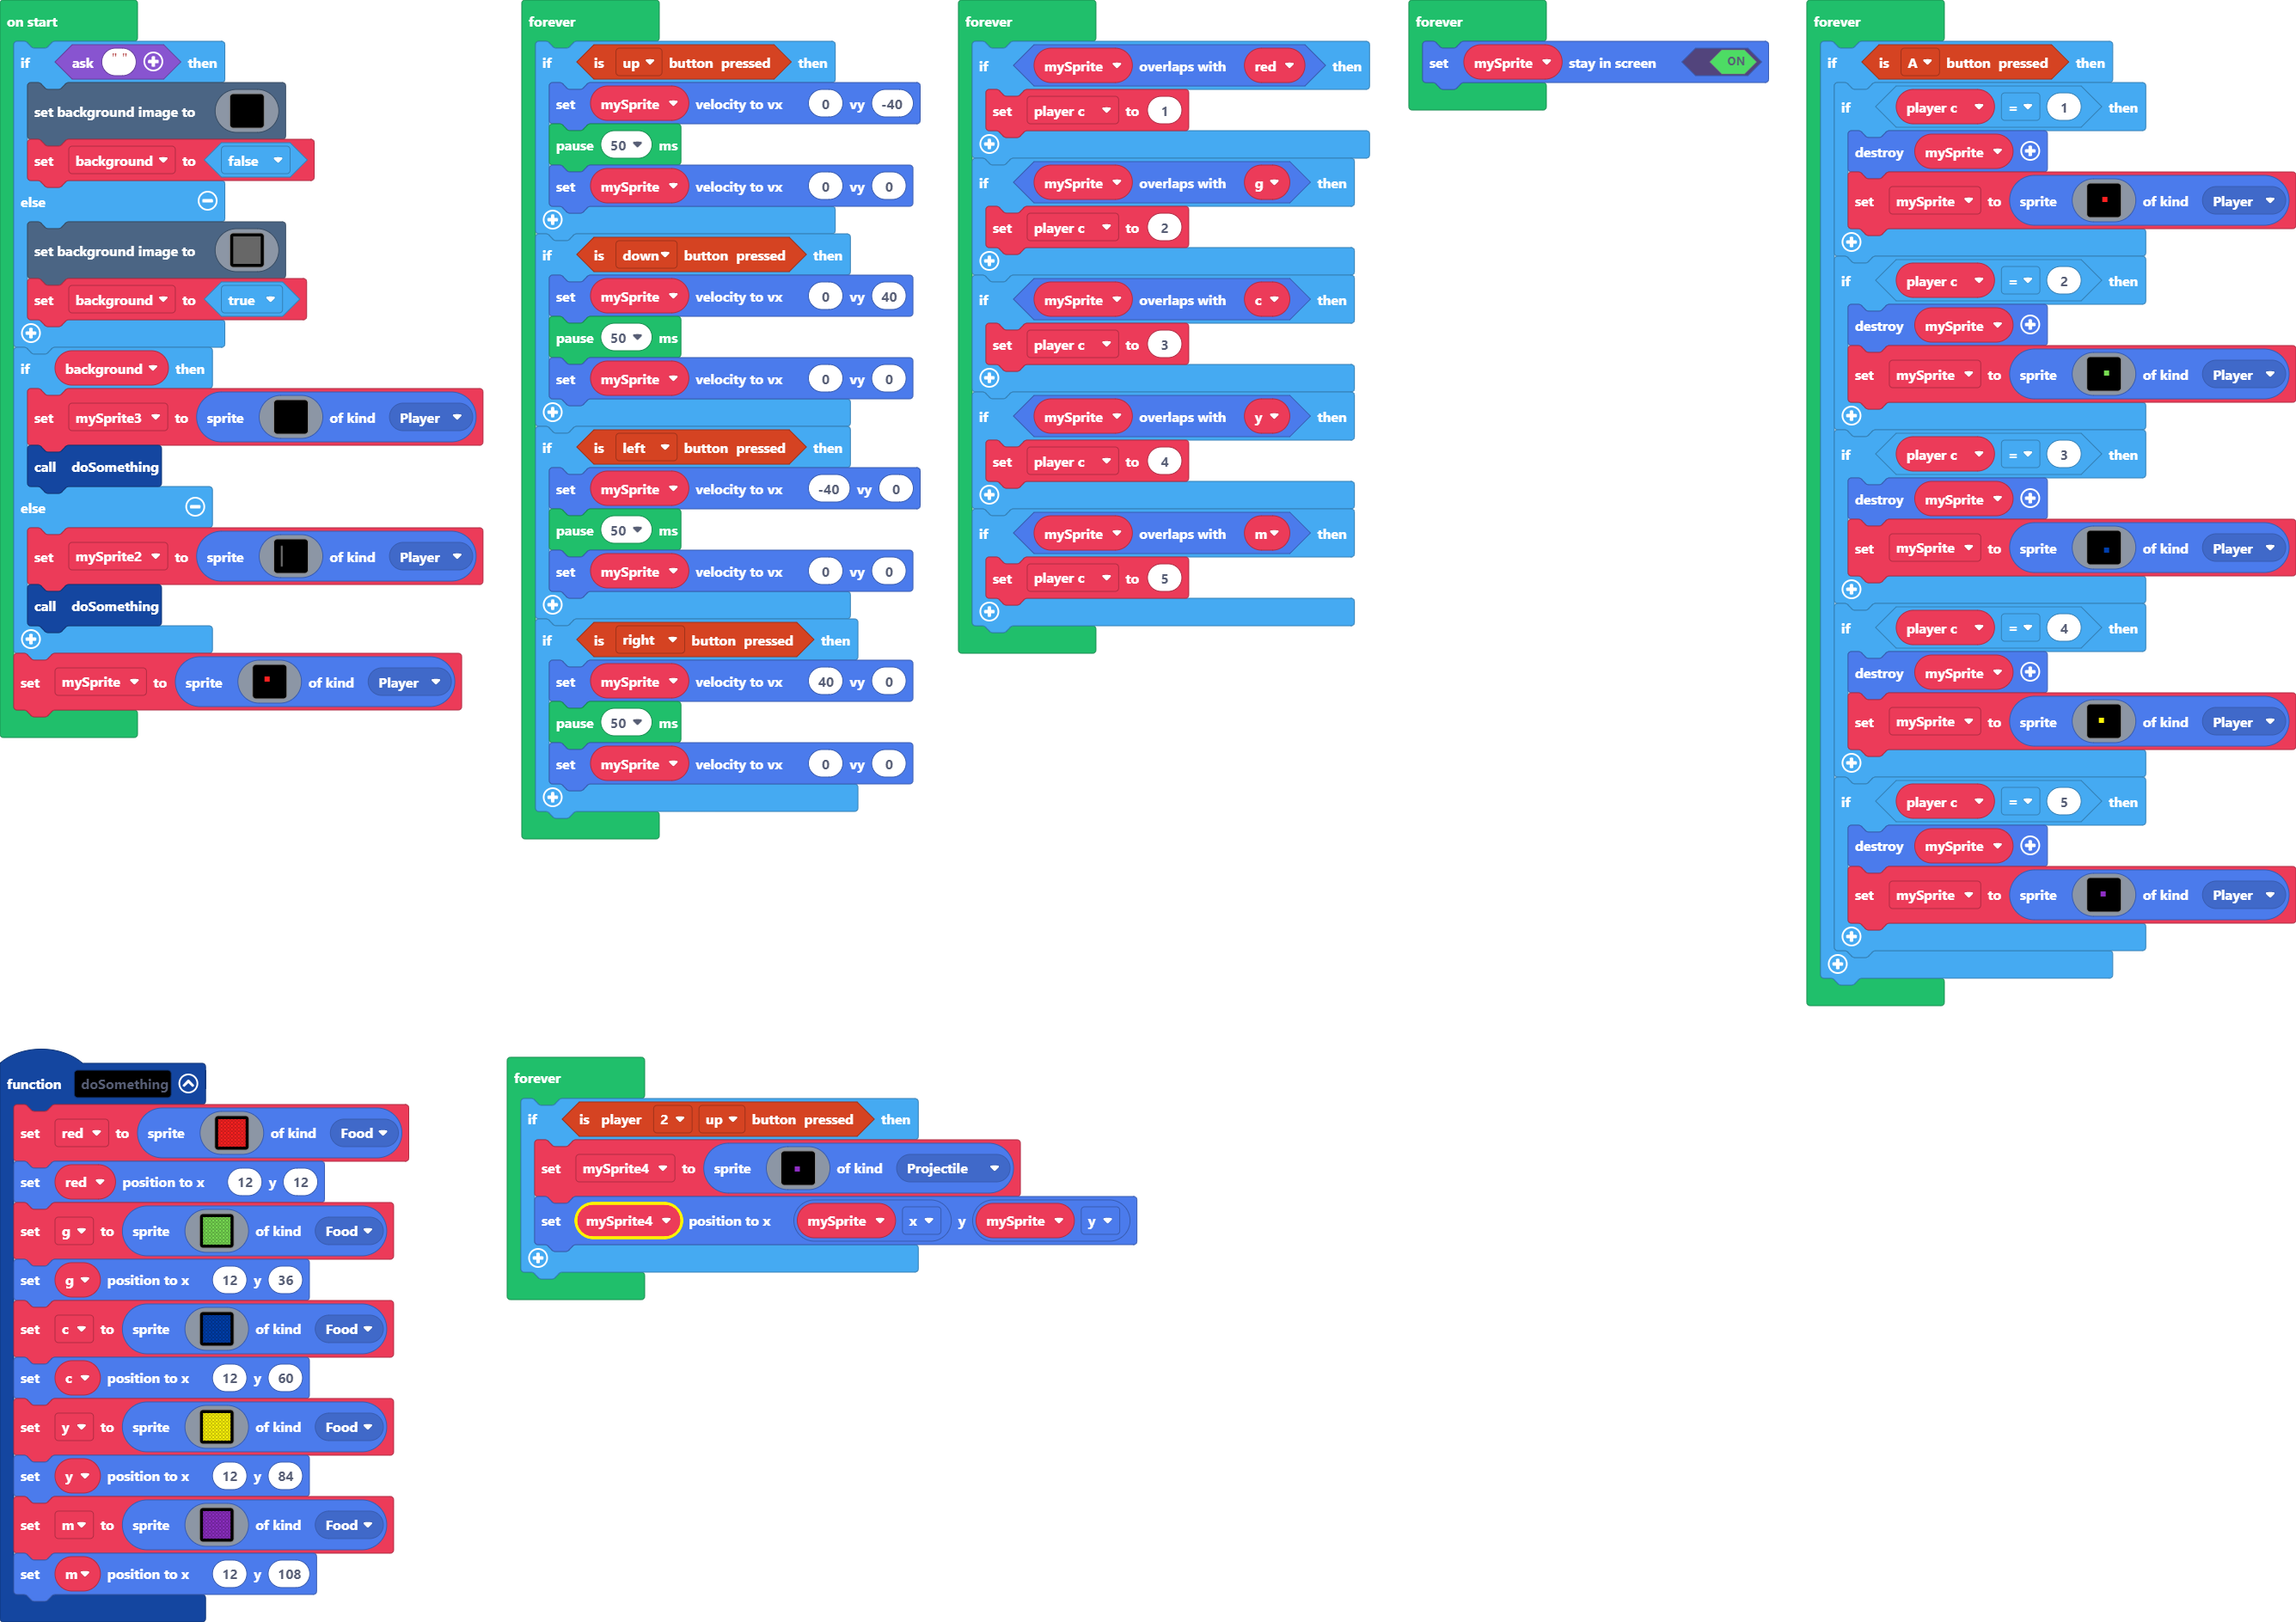 on start
if ask " " then
set background image to
set background to false
else
set background image to
set background to true
if background then
set mySprite3 to sprite of kind Player
call doSomething
else
set mySprite2 to sprite of kind Player
call doSomething
set mySprite to sprite of kind Player
forever
if is up button pressed then
set mySprite velocity to vx 0 vy -40
pause 50 ms
set mySprite velocity to vx 0 vy 0
if is down button pressed then
set mySprite velocity to vx 0 vy 40
pause 50 ms
set mySprite velocity to vx 0 vy 0
if is left button pressed then
set mySprite velocity to vx -40 vy 0
pause 50 ms
set mySprite velocity to vx 0 vy 0
if is right button pressed then
set mySprite velocity to vx 40 vy 0
pause 50 ms
set mySprite velocity to vx 0 vy 0
forever
if mySprite overlaps with red then
set player c to 1
if mySprite overlaps with g then
set player c to 2
if mySprite overlaps with c then
set player c to 3
if mySprite overlaps with y then
set player c to 4
if mySprite overlaps with m then
set player c to 5
forever
set mySprite stay in screen ON
forever
if is A button pressed then
if player c = 1 then
destroy mySprite
set mySprite to sprite of kind Player
if player c = 2 then
destroy mySprite
set mySprite to sprite of kind Player
if player c = 3 then
destroy mySprite
set mySprite to sprite of kind Player
if player c = 4 then
destroy mySprite
set mySprite to sprite of kind Player
if player c = 5 then
destroy mySprite
set mySprite to sprite of kind Player
function doSomething
set red to sprite of kind Food
set red position to x 12 y 12
set g to sprite of kind Food
set g position to x 12 y 36
set c to sprite of kind Food
set c position to x 12 y 60
set y to sprite of kind Food
set y position to x 12 y 84
set m to sprite of kind Food
set m position to x 12 y 108
forever
if is player 2 up button pressed then
set mySprite4 to sprite of kind Projectile
set mySprite4 position to x mySprite x y mySprite y